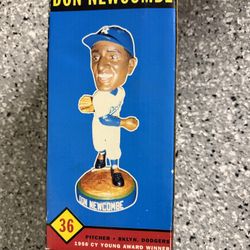 DON NEWCOMBE
DON NEWCOMBE
36
PITCHER - BKLYN. DODGERS
1956 CY YOUNG AWARD WINNER